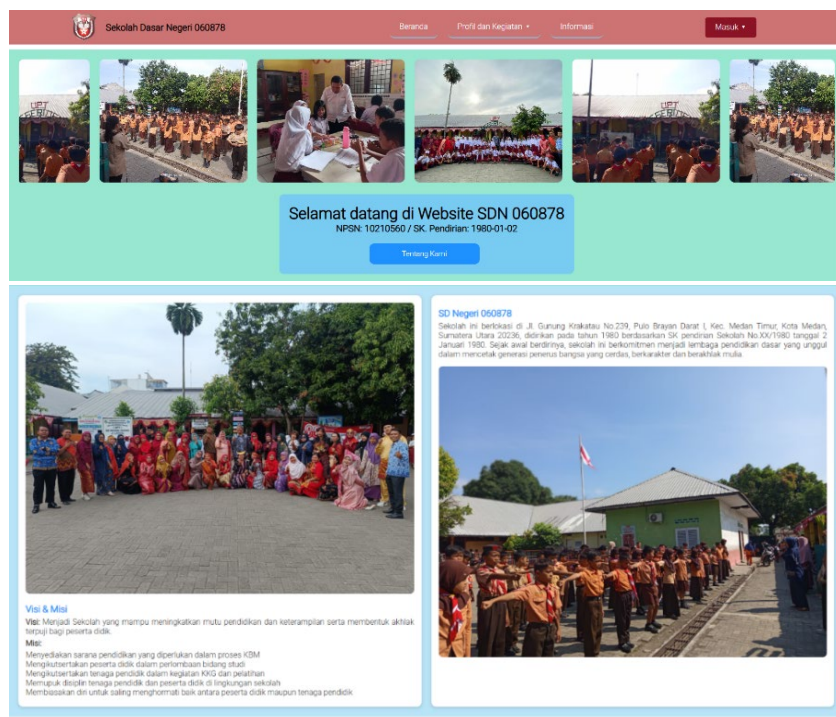 Sekolah Dasar Negeri 060878
Beranda
Profil dan Kegiatan
Informasi
Masuk
Selamat datang di Website SDN 060878
NPSN: 10210560 / SK. Pendirian: 1980-01-02
Tentang Kami
SD Negeri 060878
Sekolah ini berlokasi di Jl. Gunung Krakatau No.239, Pulo Brayan Darat I, Kec. Medan Timur, Kota Medan,
Sumatera Utara 20236, didirikan pada tahun 1980 berdasarkan SK pendirian Sekolah No.XX/1980 tanggal 2
Januari 1980. Sejak awal berdirinya, sekolah ini berkomitmen menjadi lembaga pendidikan dasar yang unggul
dalam mencetak generasi penerus bangsa yang cerdas, berkarakter dan berakhlak mulia.
Visi & Misi
Visi: Menjadi Sekolah yang mampu meningkatkan mutu pendidikan dan keterampilan serta membentuk akhlak
terpuji bagi peserta didik.
Misi:
Menyediakan sarana pendidikan yang diperlukan dalam proses KBM
Mengikutsertakan peserta didik dalam perlombaan bidang studi
Mengikutsertakan tenaga pendidik dalam kegiatan KKG dan pelatihan
Memupuk disiplin tenaga pendidik dan peserta didik di lingkungan sekolah
Membiasakan diri untuk saling menghormati baik antara peserta didik maupun tenaga pendidik